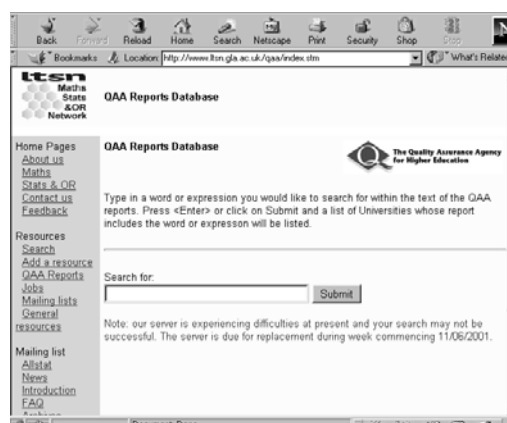 Back Forward Reload Home Search Netscape Print Security Shop Stop
Bookmarks Location: http://www.ltsn.gla.ac.uk/qaa/index.stm What's Relate
ltsn
Maths
Stats
&OR
Network
QAA Reports Database
Home Pages
About us
Maths
Stats & OR
Contact us
Feedback
Resources
Search
Add a resource
QAA Reports
Jobs
Mailing lists
General
resources
Mailing list
Allstat
News
Introduction
FAQ
QAA Reports Database
The Quality Assurance Agency
for Higher Education
Type in a word or expression you would like to search for within the text of the QAA
reports. Press <Enter> or click on Submit and a list of Universities whose report
includes the word or expresson will be listed.
Search for:
Submit
Note: our server is experiencing difficulties at present and your search may not be
successful. The server is due for replacement during week commencing 11/06/2001.